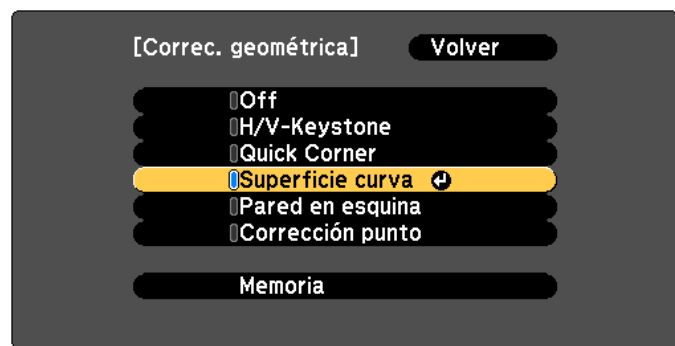 [Correc. geométrica] Volver
Off
H/V-Keystone
Quick Corner
Superficie curva
Pared en esquina
Corrección punto
Memoria